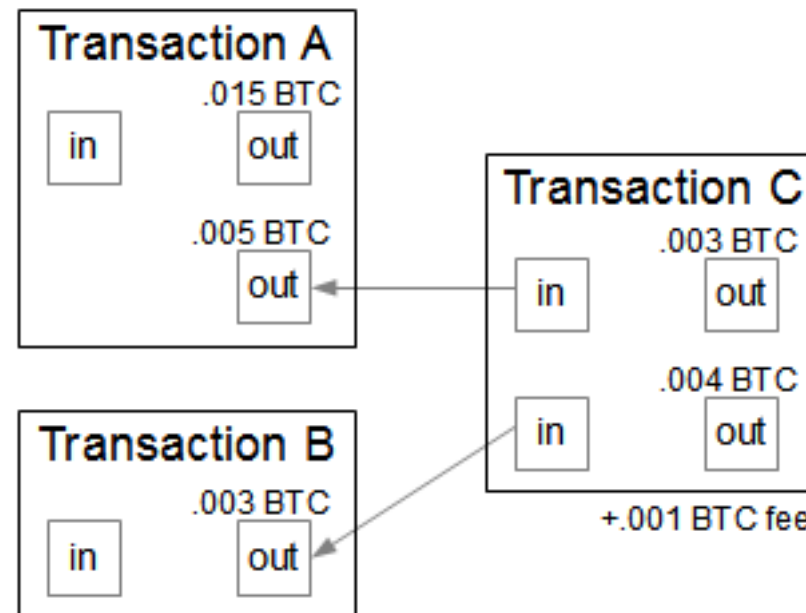 Transaction A
.015 BTC
in
out
.005 BTC
out
Transaction B
.003 BTC
in
out
Transaction C
.003 BTC
in
out
.004 BTC
in
out
+.001 BTC fee